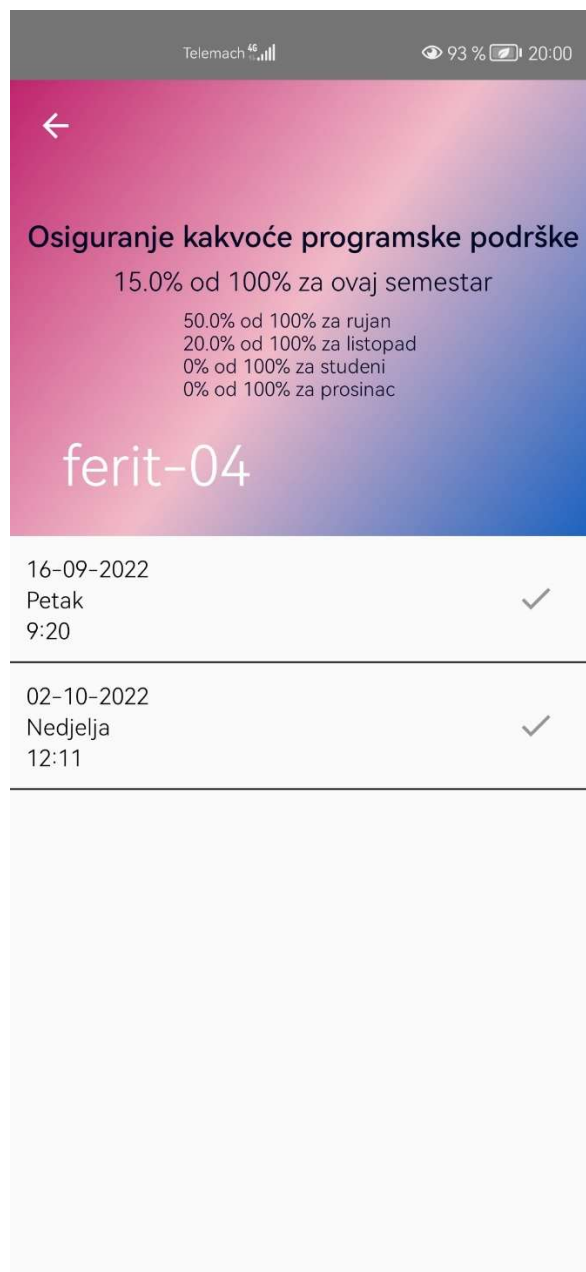 Telemach 4G 93 % 20:00
Osiguranje kakvoće programske podrške
15.0% od 100% za ovaj semestar
50.0% od 100% za rujan
20.0% od 100% za listopad
0% od 100% za studeni
0% od 100% za prosinac
ferit-04
16-09-2022
Petak
9:20
02-10-2022
Nedjelja
12:11